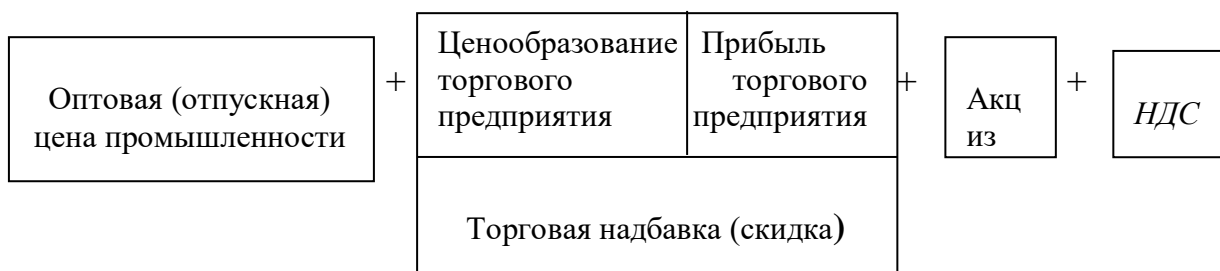 Оптовая (отпускная)
цена промышленности
+
Ценообразование
торгового
предприятия
Прибыль
торгового
предприятия
Торговая надбавка (скидка)
+
Акц
из
+
НДС